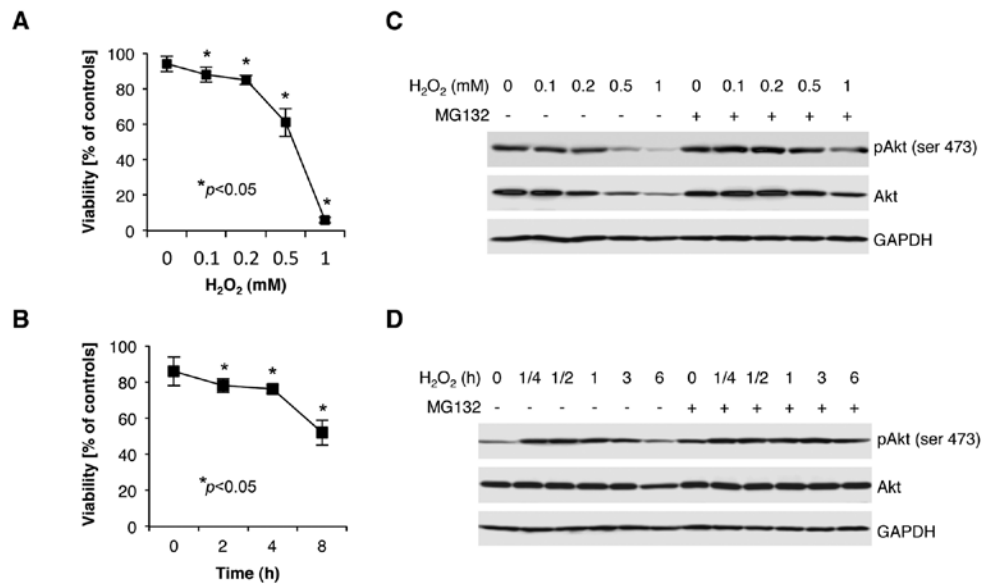 A
Viability [% of controls]
100
80
60
40
20
0
* * * *
*p<0.05
0 0.1 0.2 0.5 1
H₂O₂ (mM)
B
Viability [% of controls]
100
80
60
40
20
0
* * *
*p<0.05
0 2 4 8
Time (h)
C
H₂O₂ (mM) 0 0.1 0.2 0.5 1 0 0.1 0.2 0.5 1
MG132 - - - - - + + + + +
pAkt (ser 473)
Akt
GAPDH
D
H₂O₂ (h) 0 1/4 1/2 1 3 6 0 1/4 1/2 1 3 6
MG132 - - - - - - + + + + + +
pAkt (ser 473)
Akt
GAPDH